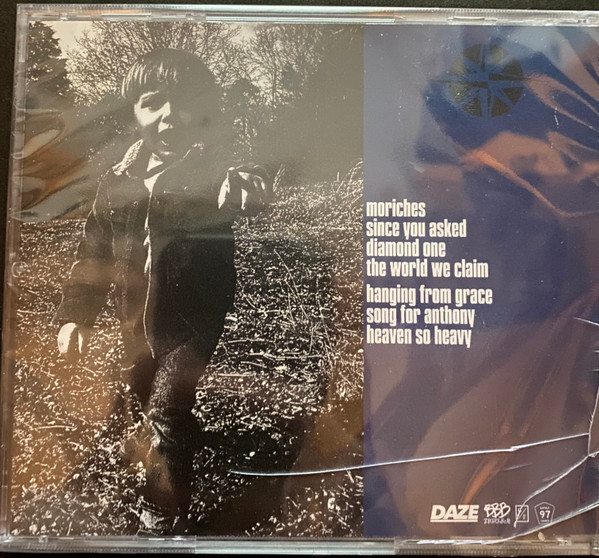 moriches
since you asked
diamond one
the world we claim
hanging from grace
song for anthony
heaven so heavy
DAZE
97